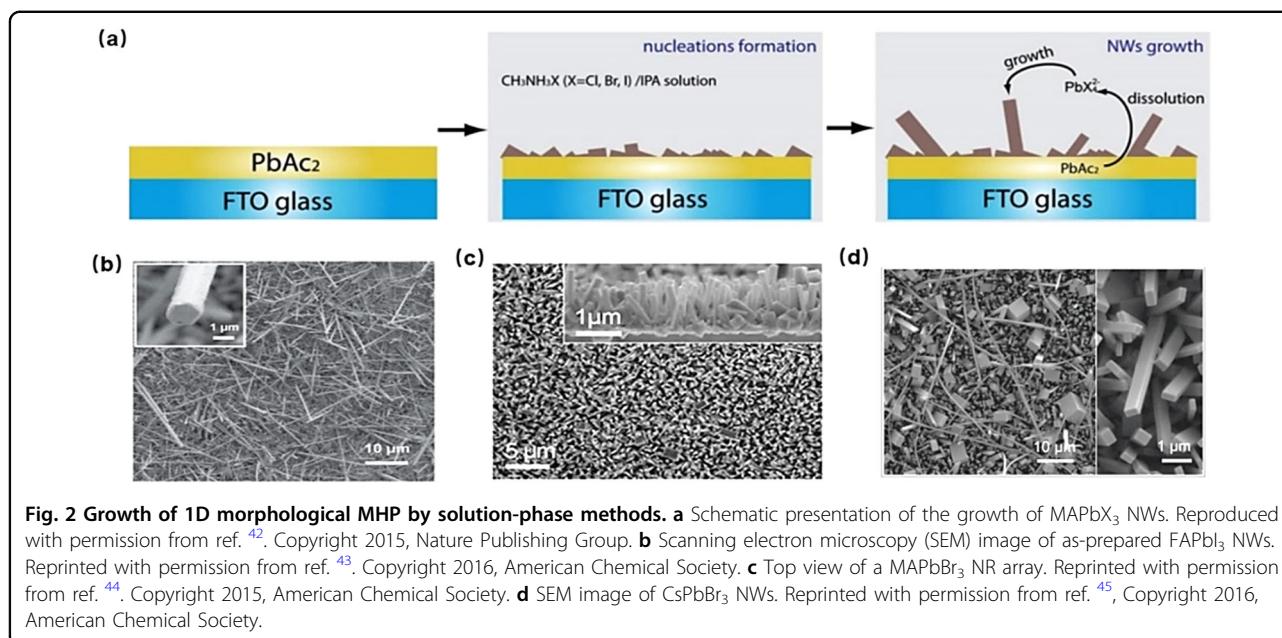 (a)
nucleations formation
CH₃NH₃X (X=Cl, Br, I) /IPA solution
NWs growth
growth
PbX₄²⁻
dissolution
PbAc₂
FTO glass
FTO glass
PbAc₂
FTO glass
(b)
1 µm
10 µm
(c)
1µm
5 µm
(d)
10 µm
1 µm
Fig. 2 Growth of 1D morphological MHP by solution-phase methods. a Schematic presentation of the growth of MAPbX₃ NWs. Reproduced
with permission from ref. ⁴². Copyright 2015, Nature Publishing Group. b Scanning electron microscopy (SEM) image of as-prepared FAPbI₃ NWs.
Reprinted with permission from ref. ⁴³. Copyright 2016, American Chemical Society. c Top view of a MAPbBr₃ NR array. Reprinted with permission
from ref. ⁴⁴. Copyright 2015, American Chemical Society. d SEM image of CsPbBr₃ NWs. Reprinted with permission from ref. ⁴⁵, Copyright 2016,
American Chemical Society.